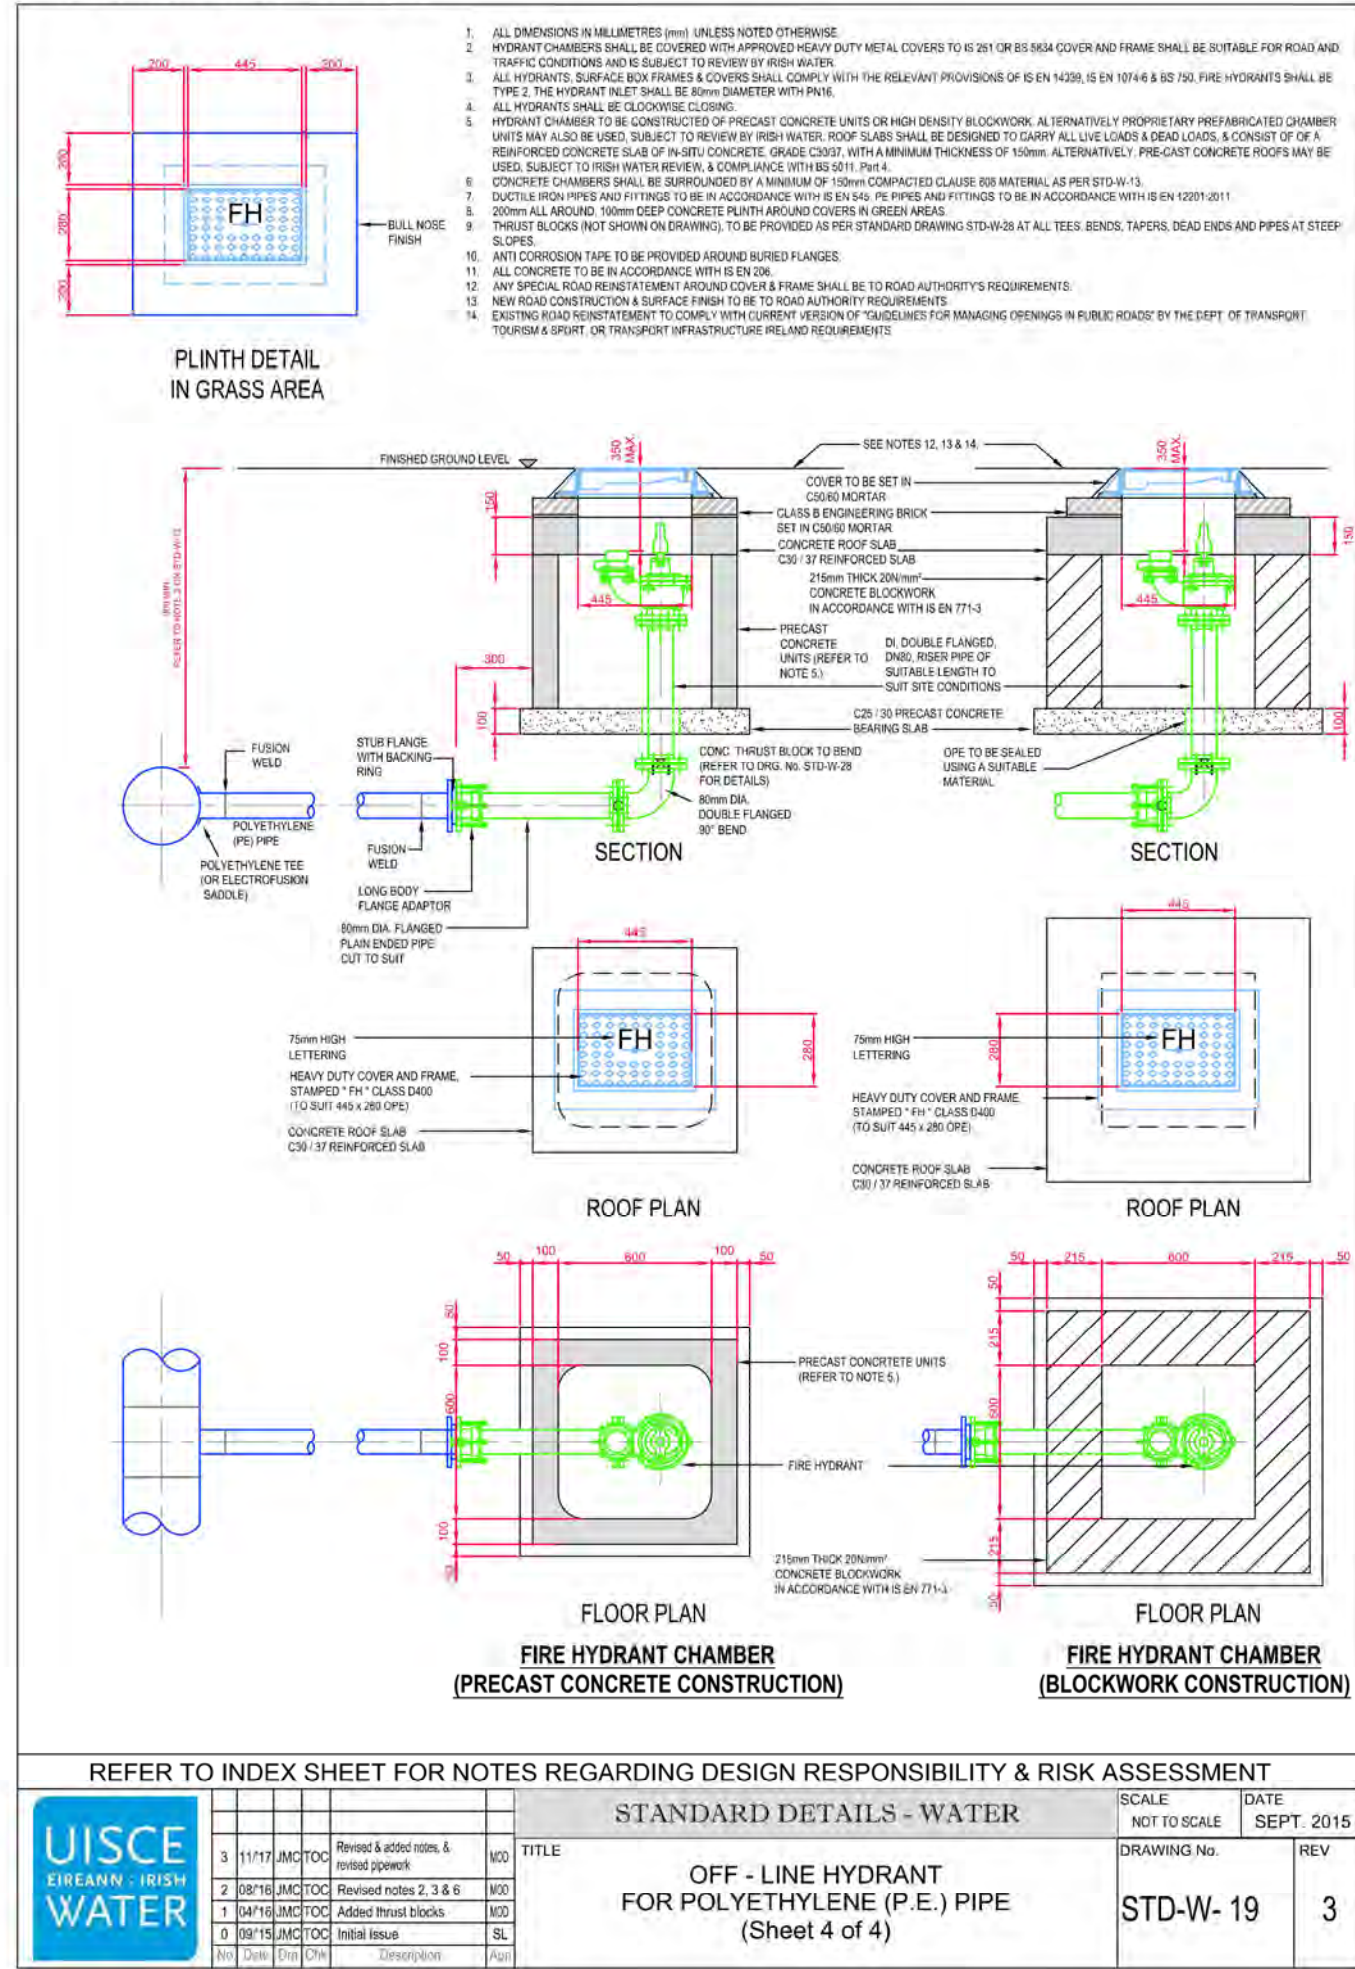 1. ALL DIMENSIONS IN MILLIMETRES (mm) UNLESS NOTED OTHERWISE.
2. HYDRANT CHAMBERS SHALL BE COVERED WITH APPROVED HEAVY DUTY METAL COVERS TO IS 261 OR BS 5834 COVER AND FRAME SHALL BE SUITABLE FOR ROAD AND
TRAFFIC CONDITIONS AND IS SUBJECT TO REVIEW BY IRISH WATER.
3. ALL HYDRANTS, SURFACE BOX FRAMES & COVERS SHALL COMPLY WITH THE RELEVANT PROVISIONS OF IS EN 14339, IS EN 1074-6 & BS 750. FIRE HYDRANTS SHALL BE
TYPE 2, THE HYDRANT INLET SHALL BE 80mm DIAMETER WITH PN16.
4. ALL HYDRANTS SHALL BE CLOCKWISE CLOSING.
5. HYDRANT CHAMBER TO BE CONSTRUCTED OF PRECAST CONCRETE UNITS OR HIGH DENSITY BLOCKWORK. ALTERNATIVELY PROPRIETARY PREFABRICATED CHAMBER
UNITS MAY ALSO BE USED, SUBJECT TO REVIEW BY IRISH WATER. ROOF SLABS SHALL BE DESIGNED TO CARRY ALL LIVE LOADS & DEAD LOADS, & CONSIST OF OF A
REINFORCED CONCRETE SLAB OF IN-SITU CONCRETE, GRADE C30/37, WITH A MINIMUM THICKNESS OF 150mm. ALTERNATIVELY, PRE-CAST CONCRETE ROOFS MAY BE
USED, SUBJECT TO IRISH WATER REVIEW, & COMPLIANCE WITH BS 5911, Part 4.
6. CONCRETE CHAMBERS SHALL BE SURROUNDED BY A MINIMUM OF 150mm COMPACTED CLAUSE 808 MATERIAL AS PER STD-W-13.
7. DUCTILE IRON PIPES AND FITTINGS TO BE IN ACCORDANCE WITH IS EN 545. PE PIPES AND FITTINGS TO BE IN ACCORDANCE WITH IS EN 12201:2011
8. 200mm ALL AROUND, 100mm DEEP CONCRETE PLINTH AROUND COVERS IN GREEN AREAS.
9. THRUST BLOCKS (NOT SHOWN ON DRAWING), TO BE PROVIDED AS PER STANDARD DRAWING STD-W-28 AT ALL TEES, BENDS, TAPERS, DEAD ENDS AND PIPES AT STEEP
SLOPES.
10. ANTI CORROSION TAPE TO BE PROVIDED AROUND BURIED FLANGES.
11. ALL CONCRETE TO BE IN ACCORDANCE WITH IS EN 206.
12. ANY SPECIAL ROAD REINSTATEMENT AROUND COVER & FRAME SHALL BE TO ROAD AUTHORITY'S REQUIREMENTS.
13. NEW ROAD CONSTRUCTION & SURFACE FINISH TO BE TO ROAD AUTHORITY REQUIREMENTS
14. EXISTING ROAD REINSTATEMENT TO COMPLY WITH CURRENT VERSION OF "GUIDELINES FOR MANAGING OPENINGS IN PUBLIC ROADS" BY THE DEPT. OF TRANSPORT,
TOURISM & SPORT, OR TRANSPORT INFRASTRUCTURE IRELAND REQUIREMENTS
200 445 200
200
280
200
FH
BULL NOSE
FINISH
PLINTH DETAIL
IN GRASS AREA
FINISHED GROUND LEVEL
350
MAX.
SEE NOTES 12, 13 & 14.
350
MAX.
COVER TO BE SET IN
C50/60 MORTAR
CLASS B ENGINEERING BRICK
SET IN C50/60 MORTAR
CONCRETE ROOF SLAB
C30 / 37 REINFORCED SLAB
215mm THICK 20N/mm²
CONCRETE BLOCKWORK
IN ACCORDANCE WITH IS EN 771-3
150
150
REFER TO NOTE 3 ON STD-W-13
445
445
PRECAST
CONCRETE
UNITS (REFER TO
NOTE 5.)
DI, DOUBLE FLANGED,
DN80, RISER PIPE OF
SUITABLE LENGTH TO
SUIT SITE CONDITIONS
300
100
100
C25 / 30 PRECAST CONCRETE
BEARING SLAB
FUSION
WELD
STUB FLANGE
WITH BACKING
RING
CONC. THRUST BLOCK TO BEND
(REFER TO DRG. No. STD-W-28
FOR DETAILS)
OPE TO BE SEALED
USING A SUITABLE
MATERIAL
80mm DIA.
DOUBLE FLANGED
90° BEND
POLYETHYLENE
(PE) PIPE
POLYETHYLENE TEE
(OR ELECTROFUSION
SADDLE)
FUSION
WELD
LONG BODY
FLANGE ADAPTOR
80mm DIA. FLANGED
PLAIN ENDED PIPE
CUT TO SUIT
SECTION
SECTION
445
445
75mm HIGH
LETTERING
FH
280
75mm HIGH
LETTERING
280
FH
HEAVY DUTY COVER AND FRAME,
STAMPED " FH " CLASS D400
(TO SUIT 445 x 280 OPE)
HEAVY DUTY COVER AND FRAME
STAMPED " FH " CLASS D400
(TO SUIT 445 x 280 OPE)
CONCRETE ROOF SLAB
C30 / 37 REINFORCED SLAB
CONCRETE ROOF SLAB
C30 / 37 REINFORCED SLAB
ROOF PLAN
ROOF PLAN
50 100 600 100 50
50 215 600 215 50
50
100
600
100
50
50
215
600
215
50
PRECAST CONCRTETE UNITS
(REFER TO NOTE 5.)
FIRE HYDRANT
215mm THICK 20N/mm²
CONCRETE BLOCKWORK
IN ACCORDANCE WITH IS EN 771-3
FLOOR PLAN
FLOOR PLAN
FIRE HYDRANT CHAMBER
(PRECAST CONCRETE CONSTRUCTION)
FIRE HYDRANT CHAMBER
(BLOCKWORK CONSTRUCTION)
REFER TO INDEX SHEET FOR NOTES REGARDING DESIGN RESPONSIBILITY & RISK ASSESSMENT
UISCE
EIREANN : IRISH
WATER
3 11/'17 JMC TOC Revised & added notes, & revised pipework MOD
2 08/'16 JMC TOC Revised notes 2, 3 & 6 MOD
1 04/'16 JMC TOC Added thrust blocks MOD
0 09/'15 JMC TOC Initial Issue SL
No Date Drn Chk Description App
STANDARD DETAILS - WATER
SCALE
NOT TO SCALE
DATE
SEPT. 2015
TITLE
OFF - LINE HYDRANT
FOR POLYETHYLENE (P.E.) PIPE
(Sheet 4 of 4)
DRAWING No.
STD-W- 19
REV
3